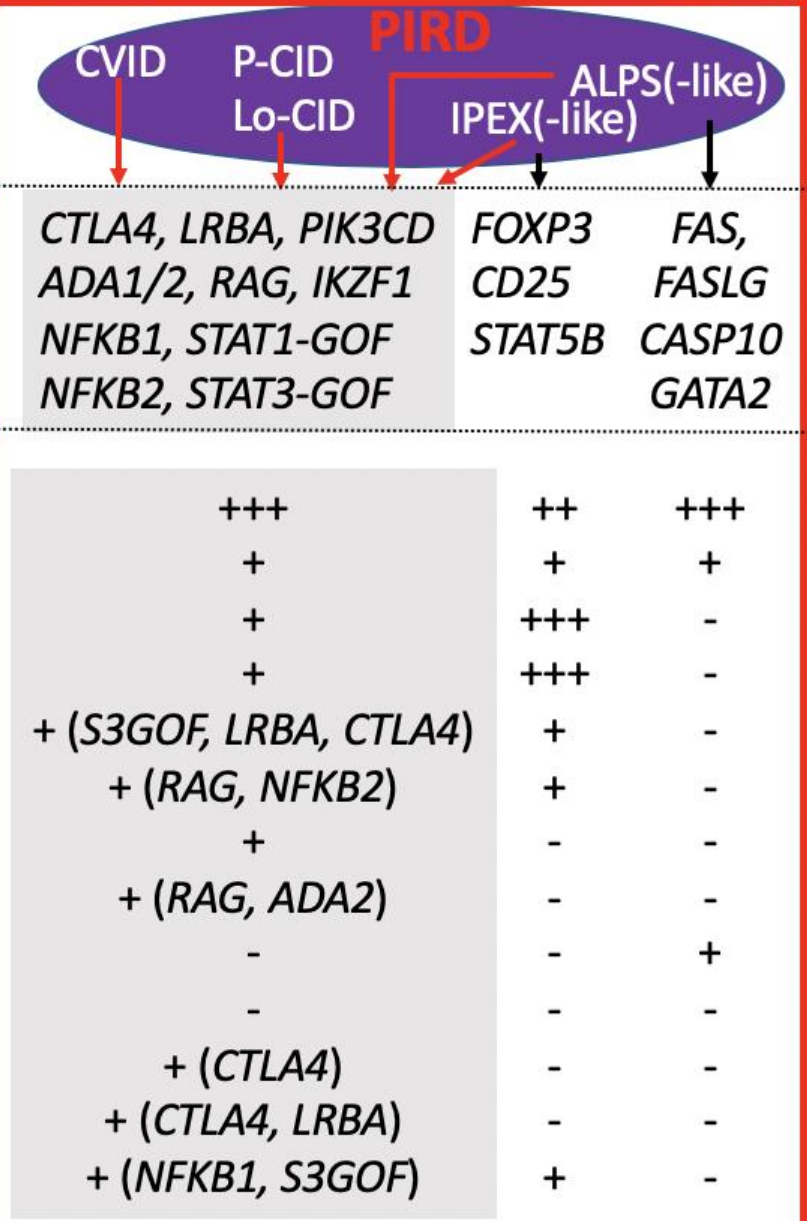 PIRD
CVID P-CID ALPS(-like)
Lo-CID IPEX(-like)
CTLA4, LRBA, PIK3CD FOXP3 FAS,
ADA1/2, RAG, IKZF1 CD25 FASLG
NFKB1, STAT1-GOF STAT5B CASP10
NFKB2, STAT3-GOF GATA2
+++ ++ +++
+ + +
+ +++ -
+ +++ -
+ (S3GOF, LRBA, CTLA4) + -
+ (RAG, NFKB2) + -
+ - -
+ (RAG, ADA2) - -
- - +
- - -
+ (CTLA4) - -
+ (CTLA4, LRBA) - -
+ (NFKB1, S3GOF) + -